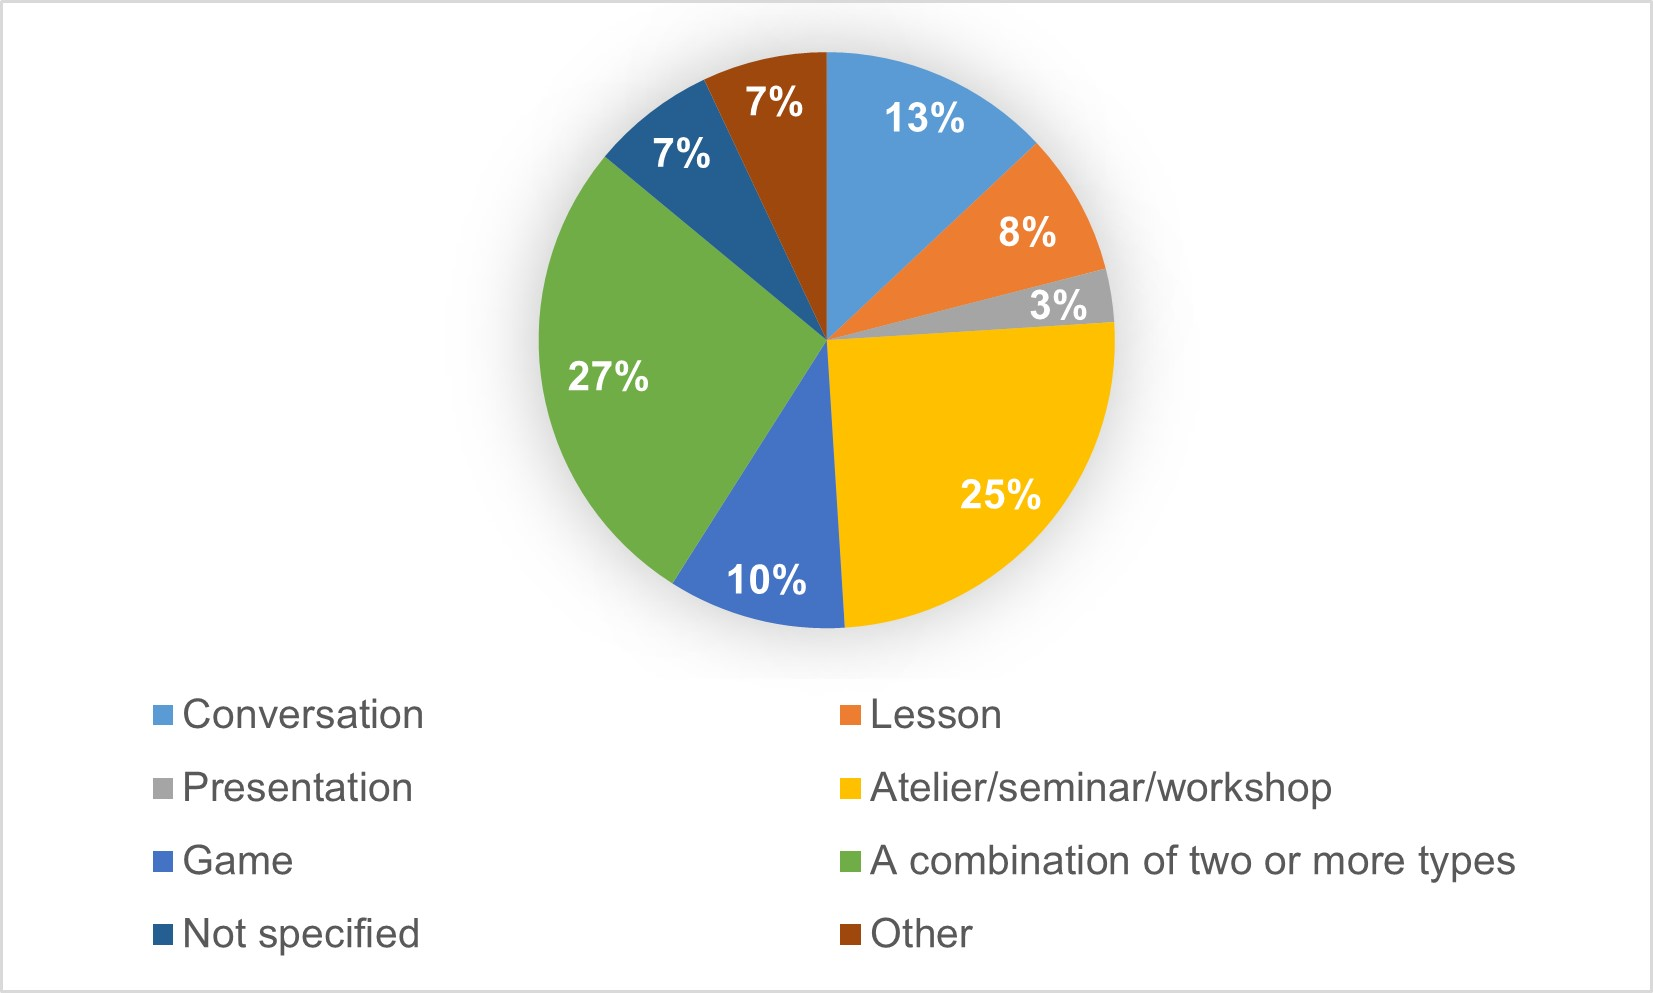 7%
13%
7%
8%
3%
27%
25%
10%
Conversation
Lesson
Presentation
Atelier/seminar/workshop
Game
A combination of two or more types
Not specified
Other